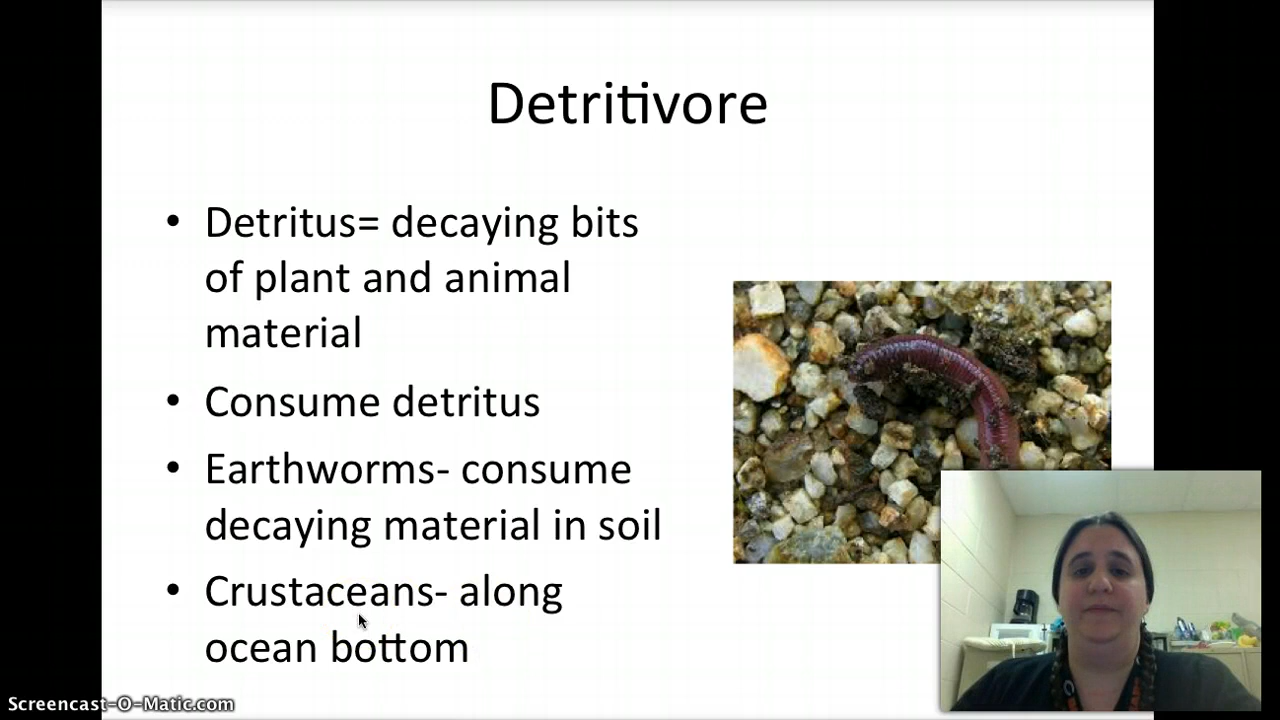 Detritivore
• Detritus= decaying bits
of plant and animal
material
• Consume detritus
• Earthworms- consume
decaying material in soil
• Crustaceans- along
ocean bottom
Screencast-O-Matic.com